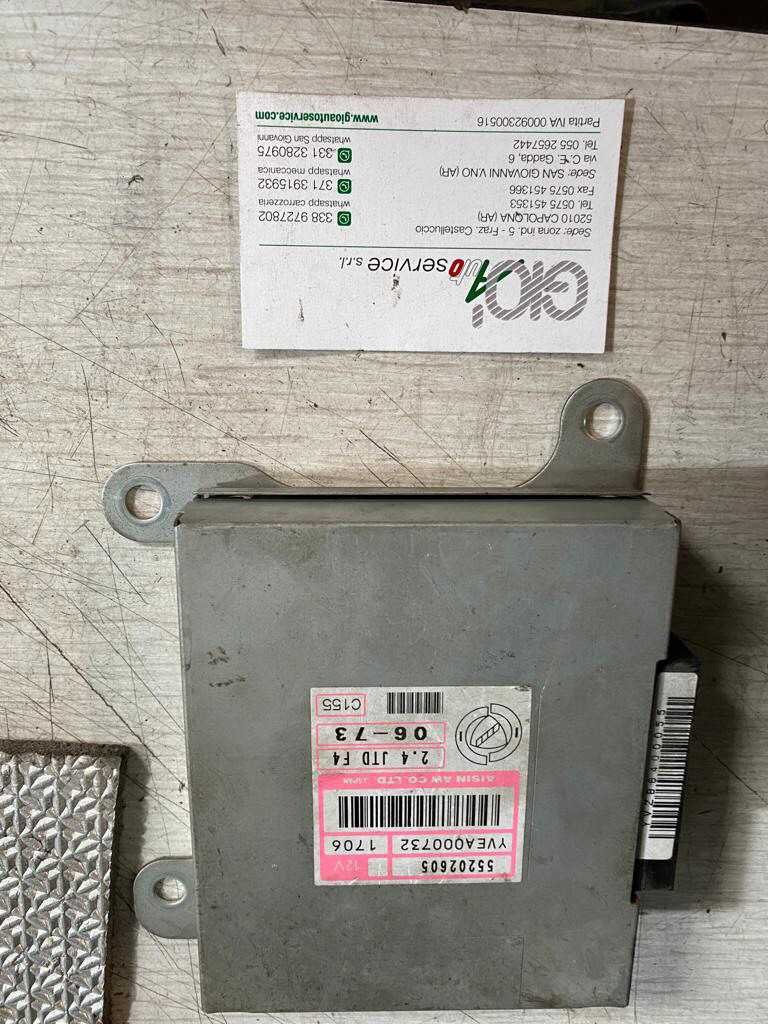 GIO'
Autoservice s.r.l.
Sede: zona ind. 5 - Fraz. Castelluccio
52010 CAPOLONA (AR)
Tel. 0575 451353
Fax 0575 451366
Sede: SAN GIOVANNI V.NO (AR)
via C.E. Gadda, 6
Tel. 055 2657442
Partita IVA 00092300516
338 9727802
whatsapp carrozzeria
371 3915932
whatsapp meccanica
331 3280975
whatsapp San Giovanni
www.gioautoservice.com
55202605 12V
YVEA000732 1706
AISIN AW CO.,LTD JAPAN
2.4 JTD F4
06-73
C155